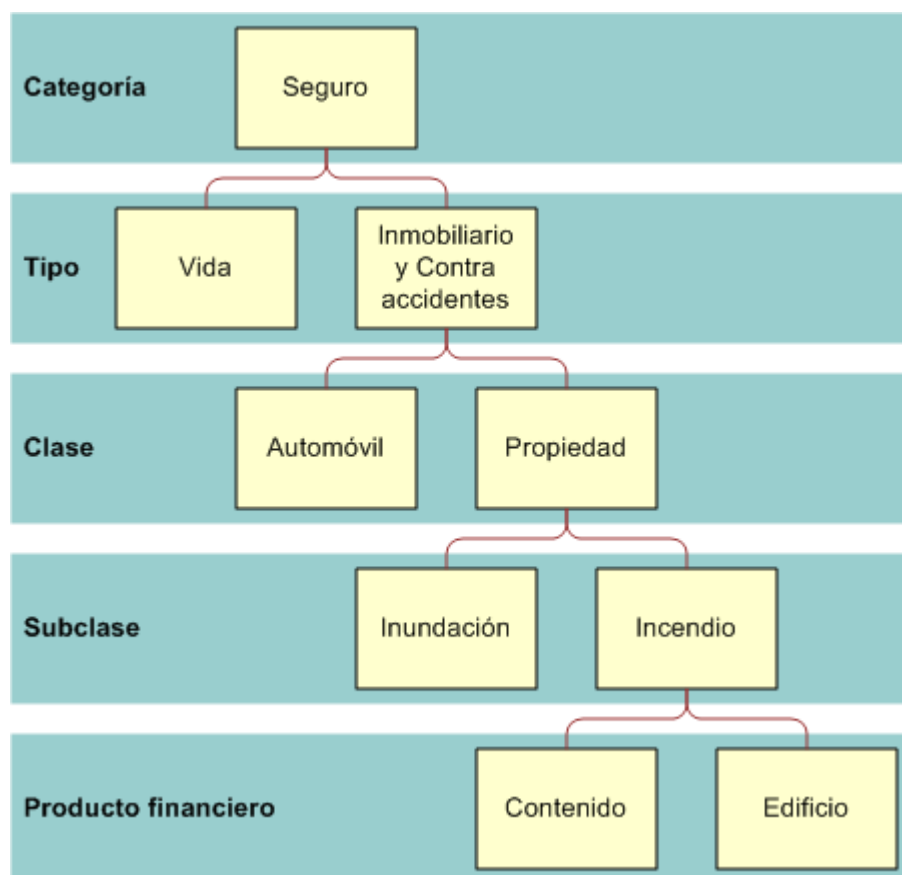 Categoría
Seguro
Tipo
Vida
Inmobiliario
y Contra
accidentes
Clase
Automóvil
Propiedad
Subclase
Inundación
Incendio
Producto financiero
Contenido
Edificio